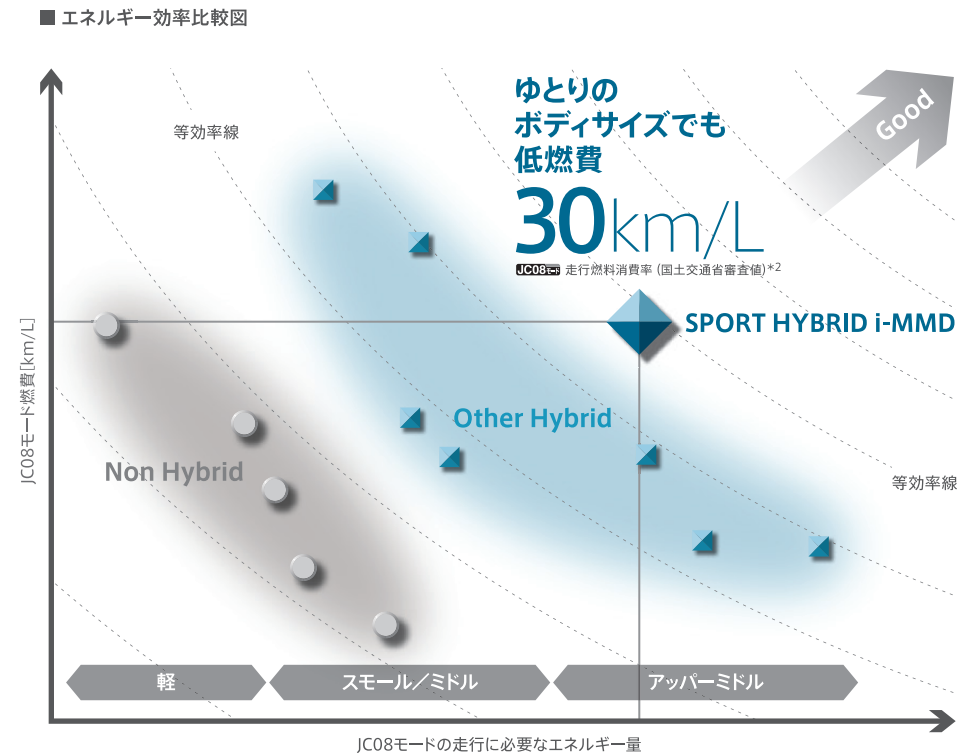 ■ エネルギー効率比較図
等効率線
ゆとりの
ボディサイズでも
低燃費
30km/L
JC08モード 走行燃料消費率 (国土交通省審査値)*2
Good
SPORT HYBRID i-MMD
Other Hybrid
Non Hybrid
等効率線
JC08モード燃費[km/L]
軽
スモール／ミドル
アッパーミドル
JC08モードの走行に必要なエネルギー量